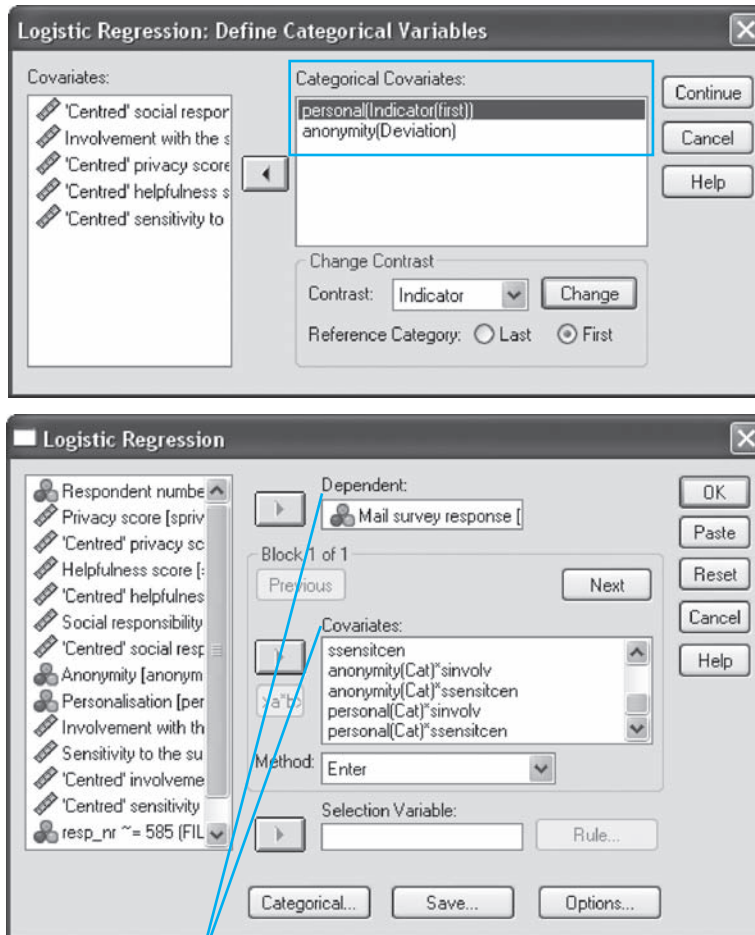 Logistic Regression: Define Categorical Variables
Covariates:
'Centred' social respor
Involvement with the s
'Centred' privacy score
'Centred' helpfulness s
'Centred' sensitivity to
Categorical Covariates:
personal(Indicator(first))
anonymity(Deviation)
Continue
Cancel
Help
Change Contrast
Contrast: Indicator Change
Reference Category: Last First
Logistic Regression
Respondent numbe
Privacy score [spriv
'Centred' privacy sc
Helpfulness score [
'Centred' helpfulnes
Social responsibility
'Centred' social resp
Anonymity [anonym
Personalisation [per
Involvement with th
Sensitivity to the su
'Centred' involveme
'Centred' sensitivity
resp_nr ~= 585 (FIL
Dependent:
Mail survey response [
Block 1 of 1
Previous Next
Covariates:
ssensitcen
anonymity(Cat)*sinvolv
anonymity(Cat)*ssensitcen
personal(Cat)*sinvolv
personal(Cat)*ssensitcen
>a*b>
Method: Enter
Selection Variable:
Rule...
OK
Paste
Reset
Cancel
Help
Categorical... Save... Options...